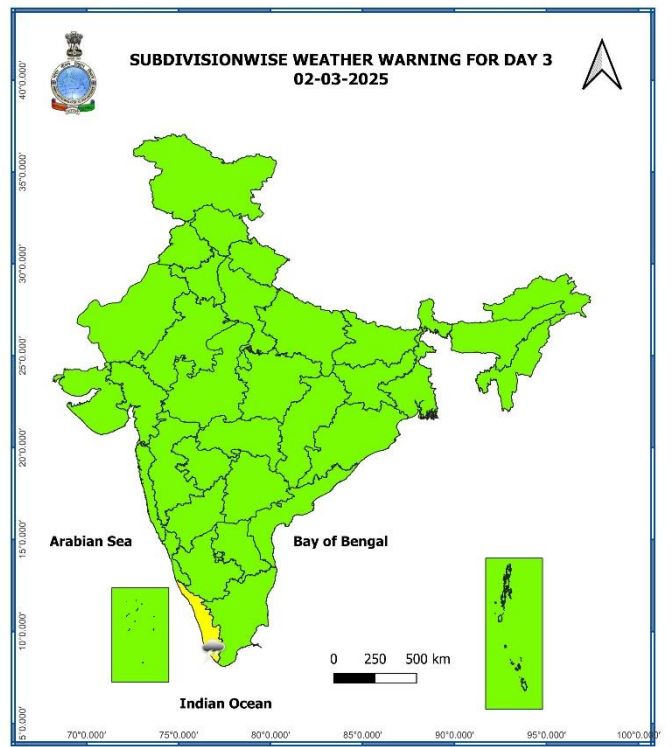 SUBDIVISIONWISE WEATHER WARNING FOR DAY 3
02-03-2025
40°0.000'
35°0.000'
30°0.000'
25°0.000'
20°0.000'
15°0.000'
10°0.000'
5°0.000'
Arabian Sea
Bay of Bengal
0 250 500 km
Indian Ocean
70°0.000' 75°0.000' 80°0.000' 85°0.000' 90°0.000' 95°0.000' 100°0.000'